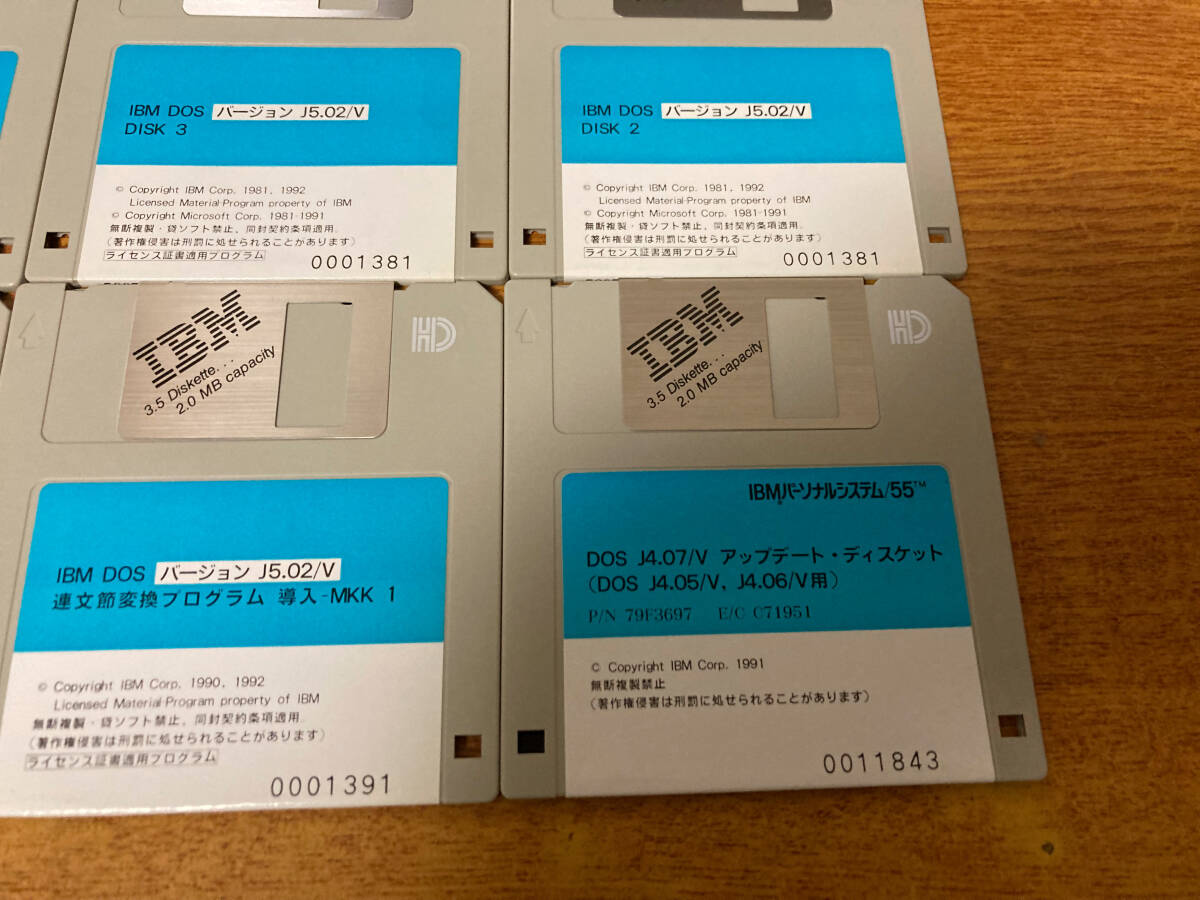 IBM DOS バージョン J5.02/V
DISK 3
© Copyright IBM Corp. 1981, 1992
Licensed Material-Program property of IBM
© Copyright Microsoft Corp. 1981-1991
無断複製・貸ソフト禁止、同封契約条項適用。
(著作権侵害は刑罰に処せられることがあります)
ライセンス証書適用プログラム
0001381
IBM DOS バージョン J5.02/V
DISK 2
© Copyright IBM Corp. 1981, 1992
Licensed Material-Program property of IBM
© Copyright Microsoft Corp. 1981-1991
無断複製・貸ソフト禁止、同封契約条項適用。
(著作権侵害は刑罰に処せられることがあります)
ライセンス証書適用プログラム
0001381
IBM
3.5 Diskette...
2.0 MB capacity
HD
IBM DOS バージョン J5.02/V
連文節変換プログラム 導入-MKK 1
© Copyright IBM Corp. 1990, 1992
Licensed Material-Program property of IBM
無断複製・貸ソフト禁止、同封契約条項適用。
(著作権侵害は刑罰に処せられることがあります)
ライセンス証書適用プログラム
0001391
IBM
3.5 Diskette...
2.0 MB capacity
HD
IBMパーソナルシステム/55™
DOS J4.07/V アップデート・ディスケット
(DOS J4.05/V, J4.06/V用)
P/N 79F3697 E/C C71951
© Copyright IBM Corp. 1991
無断複製禁止
(著作権侵害は刑罰に処せられることがあります)
0011843